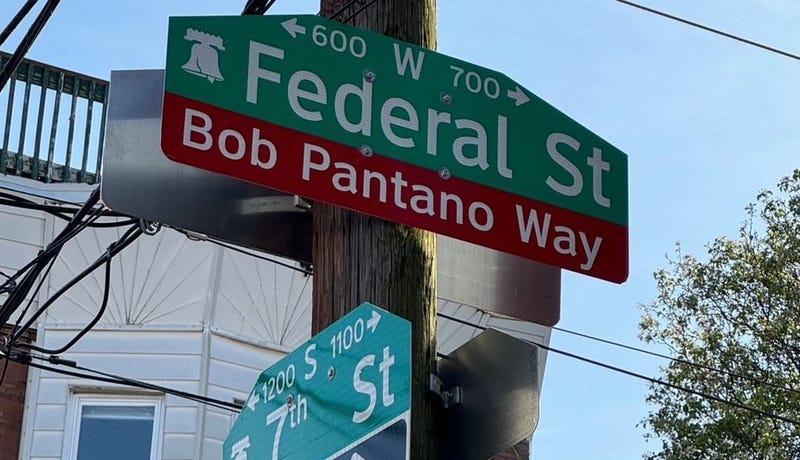 ← 600 W 700 →
Federal St
Bob Pantano Way
← 1200 S 1100 →
7th St